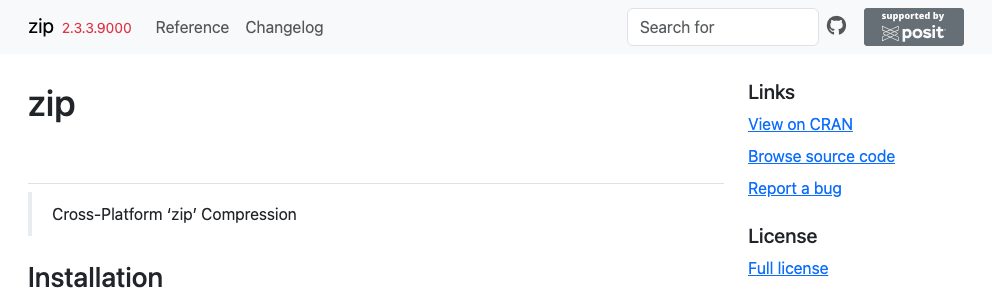 zip 2.3.3.9000 Reference Changelog Search for supported by posit
zip
Cross-Platform ‘zip’ Compression
Installation
Links
View on CRAN
Browse source code
Report a bug
License
Full license